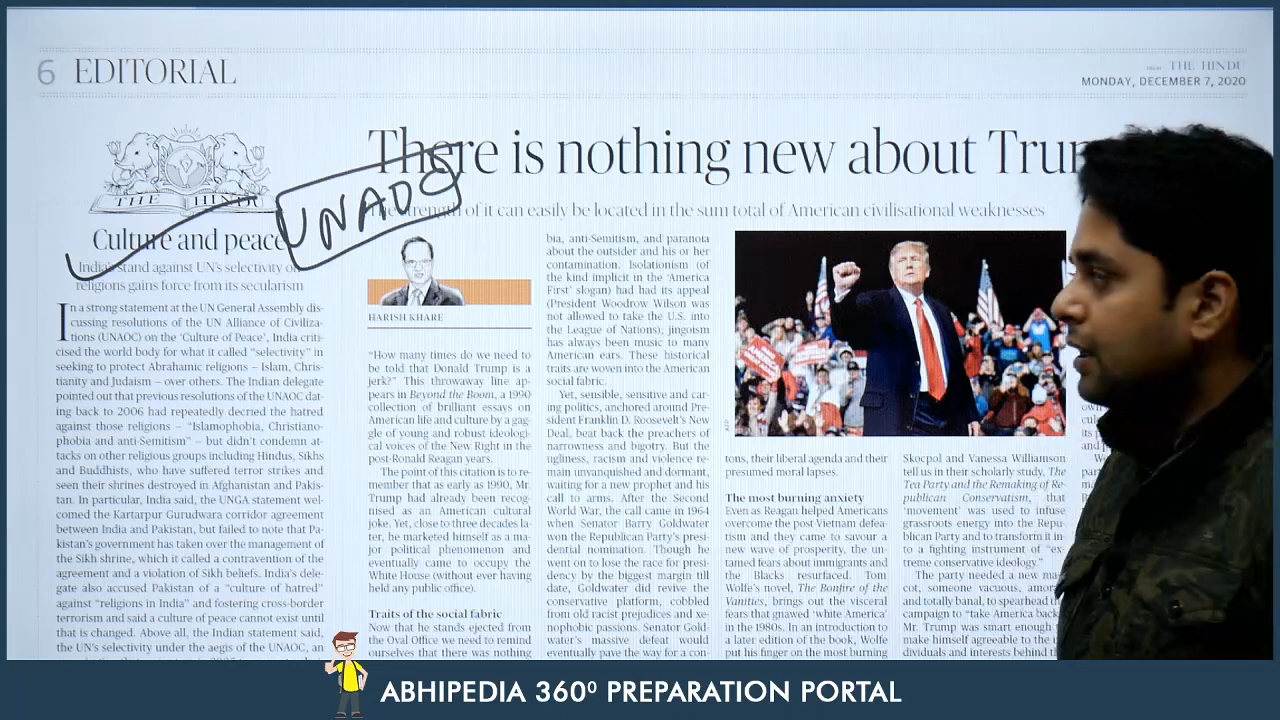 6 EDITORIAL
THE HINDU
MONDAY, DECEMBER 7, 2020
THE HINDU
UNAOC
There is nothing new about
strength of it can easily be located in the sum total of American civilisational weaknesses
Culture and peace
India's stand against UN's selectivity on
religions gains force from its secularism
In a strong statement at the UN General Assembly dis-
cussing resolutions of the UN Alliance of Civiliza-
tions (UNAOC) on the 'Culture of Peace', India criti-
cised the world body for what it called "selectivity" in
seeking to protect Abrahamic religions – Islam, Chris-
tianity and Judaism – over others. The Indian delegate
pointed out that previous resolutions of the UNAOC dat-
ing back to 2006 had repeatedly decried the hatred
against those religions – "Islamophobia, Christiano-
phobia and anti-Semitism" – but didn't condemn at-
tacks on other religious groups including Hindus, Sikhs
and Buddhists, who have suffered terror strikes and
seen their shrines destroyed in Afghanistan and Pakis-
tan. In particular, India said, the UNGA statement wel-
comed the Kartarpur Gurudwara corridor agreement
between India and Pakistan, but failed to note that Pa-
kistan's government has taken over the management of
the Sikh shrine, which it called a contravention of the
agreement and a violation of Sikh beliefs. India's dele-
gate also accused Pakistan of a "culture of hatred"
against "religions in India" and fostering cross-border
terrorism and said a culture of peace cannot exist until
that is changed. Above all, the Indian statement said,
the UN's selectivity under the aegis of the UNAOC, an
HARISH KHARE
"How many times do we need to
be told that Donald Trump is a
jerk?" This throwaway line ap-
pears in Beyond the Boom, a 1990
collection of brilliant essays on
American life and culture by a gag-
gle of young and robust ideolog-
ical voices of the New Right in the
post-Ronald Reagan years.
The point of this citation is to re-
member that as early as 1990, Mr.
Trump had already been recog-
nised as an American cultural
joke. Yet, close to three decades la-
ter, he marketed himself as a ma-
jor political phenomenon and
eventually came to occupy the
White House (without ever having
held any public office).
Traits of the social fabric
Now that he stands ejected from
the Oval Office we need to remind
ourselves that there was nothing
bia, anti-Semitism, and paranoia
about the outsider and his or her
contamination. Isolationism (of
the kind implicit in the 'America
First' slogan) had had its appeal
(President Woodrow Wilson was
not allowed to take the U.S. into
the League of Nations); jingoism
has always been music to many
American ears. These historical
traits are woven into the American
social fabric.
Yet, sensible, sensitive and car-
ing politics, anchored around Pre-
sident Franklin D. Roosevelt's New
Deal, beat back the preachers of
narrowness and bigotry. But the
ugliness, racism and violence re-
main unvanquished and dormant,
waiting for a new prophet and his
call to arms. After the Second
World War, the call came in 1964
when Senator Barry Goldwater
won the Republican Party's presi-
dential nomination. Though he
went on to lose the race for presi-
dency by the biggest margin till
date, Goldwater did revive the
conservative platform, cobbled
from old racist prejudices and xe-
nophobic passions. Senator Gold-
water's massive defeat would
eventually pave the way for a con-
AFP
tons, their liberal agenda and their
presumed moral lapses.
The most burning anxiety
Even as Reagan helped Americans
overcome the post-Vietnam defea-
tism and they came to savour a
new wave of prosperity, the un-
tamed fears about immigrants and
the Blacks resurfaced. Tom
Wolfe's novel, The Bonfire of the
Vanities, brings out the visceral
fears that gnawed 'white America'
in the 1980s. In an introduction to
a later edition of the book, Wolfe
put his finger on the most burning
Skocpol and Vanessa Williamson
tell us in their scholarly study, The
Tea Party and the Remaking of Re-
publican Conservatism, that
'movement' was used to infuse
grassroots energy into the Repu-
blican Party and to transform it in-
to a fighting instrument of "ex-
treme conservative ideology."
The party needed a new ma-
cot, someone vacuous,
and totally banal, to spearhead
campaign to "take America back
Mr. Trump was smart enough
make himself agreeable to the
dividuals and interests behind
ABHIPEDIA 360⁰ PREPARATION PORTAL